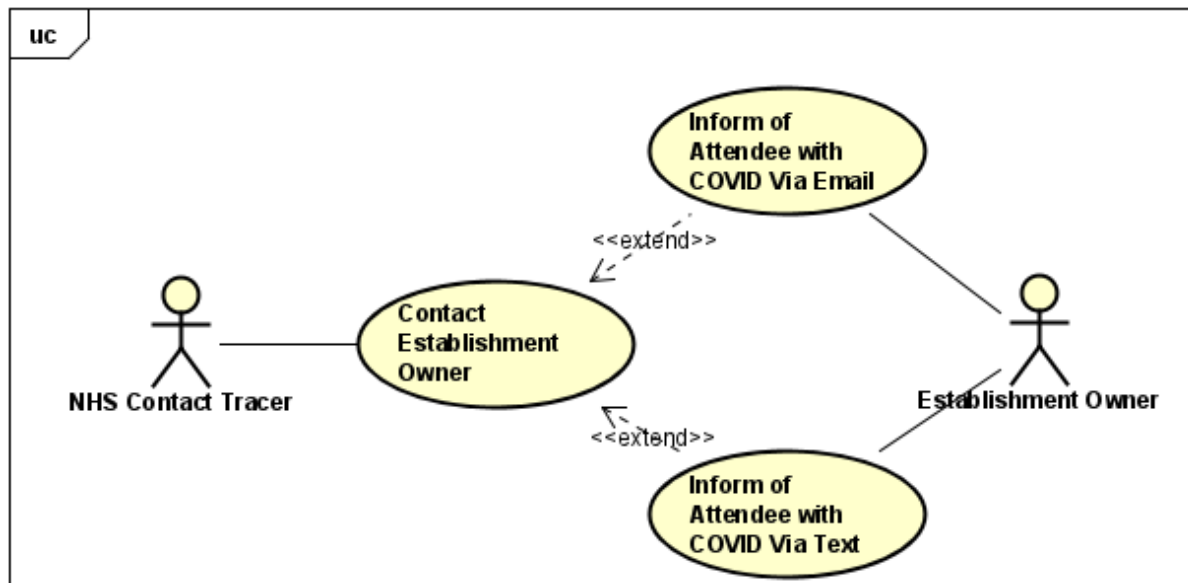 uc
Inform of
Attendee with
COVID Via Email
<<extend>>
Contact
Establishment
Owner
NHS Contact Tracer
Establishment Owner
<<extend>>
Inform of
Attendee with
COVID Via Text